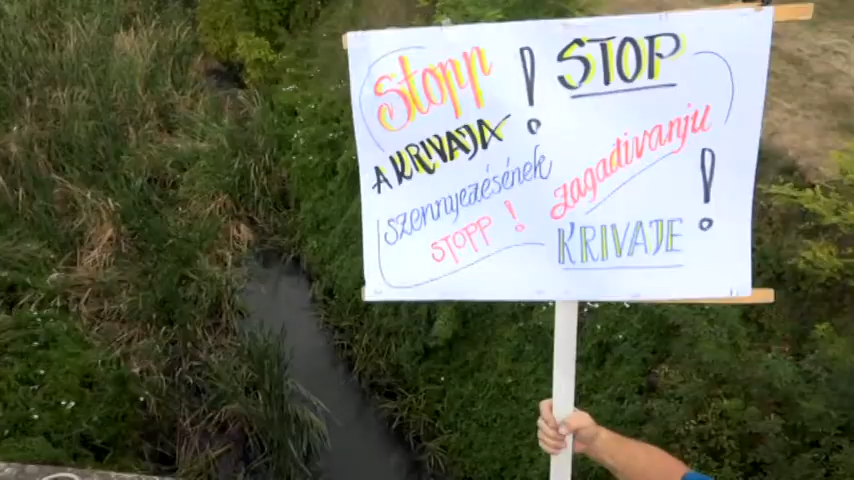 Stopp !
A KRIVAJA
szennyezésének
STOPP !
STOP
zagađivanju
KRIVAJE !